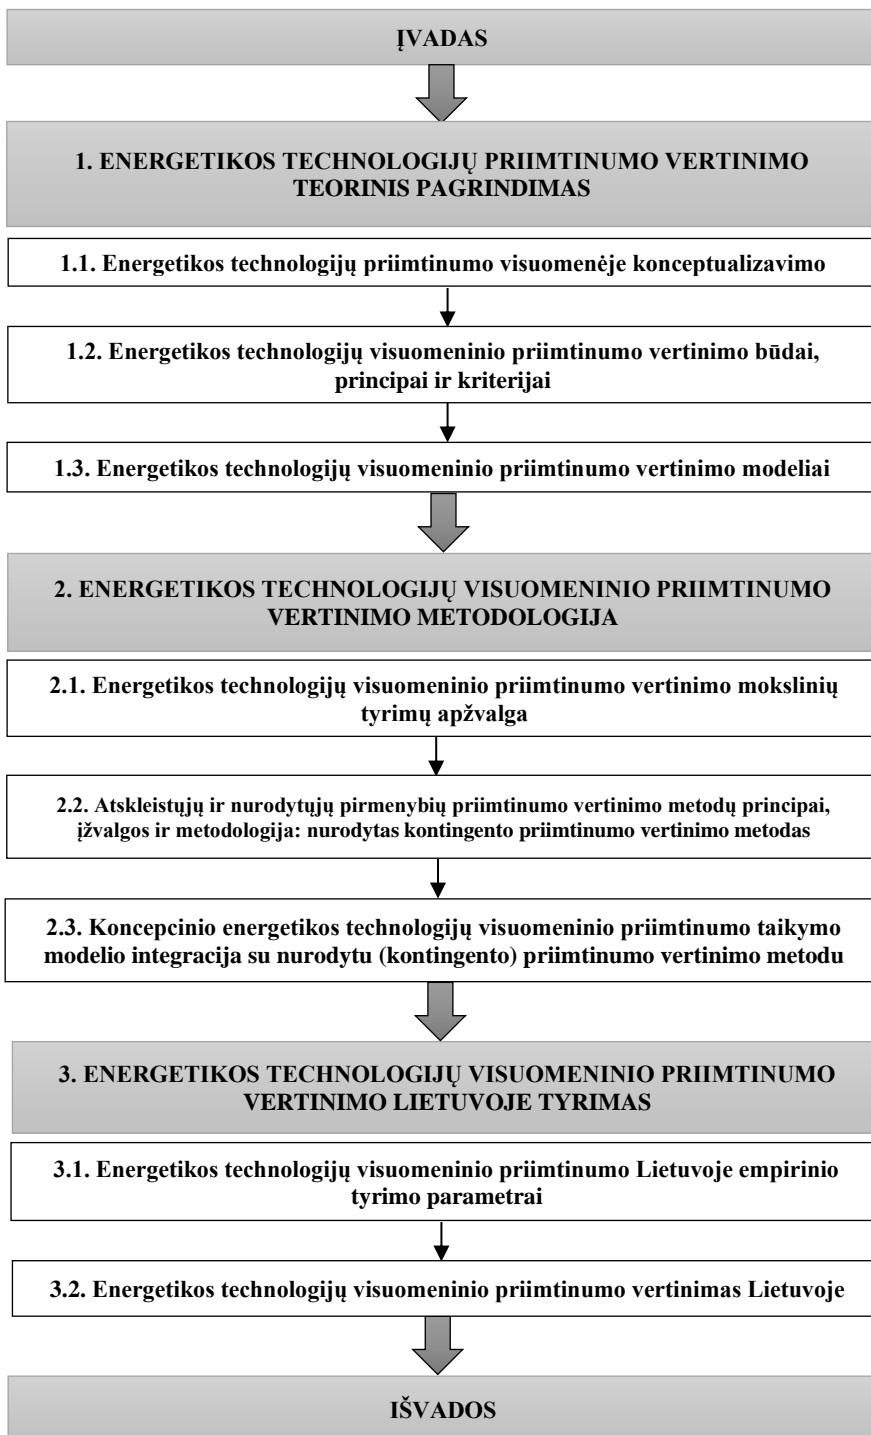 ĮVADAS
1. ENERGETIKOS TECHNOLOGIJŲ PRIIMTINUMO VERTINIMO
TEORINIS PAGRINDIMAS
1.1. Energetikos technologijų priimtinumo visuomenėje konceptualizavimo
1.2. Energetikos technologijų visuomeninio priimtinumo vertinimo būdai,
principai ir kriterijai
1.3. Energetikos technologijų visuomeninio priimtinumo vertinimo modeliai
2. ENERGETIKOS TECHNOLOGIJŲ VISUOMENINIO PRIIMTINUMO
VERTINIMO METODOLOGIJA
2.1. Energetikos technologijų visuomeninio priimtinumo vertinimo mokslinių
tyrimų apžvalga
2.2. Atskleistųjų ir nurodytųjų pirmenybių priimtinumo vertinimo metodų principai,
įžvalgos ir metodologija: nurodytas kontingento priimtinumo vertinimo metodas
2.3. Koncepcinio energetikos technologijų visuomeninio priimtinumo taikymo
modelio integracija su nurodytu (kontingento) priimtinumo vertinimo metodu
3. ENERGETIKOS TECHNOLOGIJŲ VISUOMENINIO PRIIMTINUMO
VERTINIMO LIETUVOJE TYRIMAS
3.1. Energetikos technologijų visuomeninio priimtinumo Lietuvoje empirinio
tyrimo parametrai
3.2. Energetikos technologijų visuomeninio priimtinumo vertinimas Lietuvoje
IŠVADOS